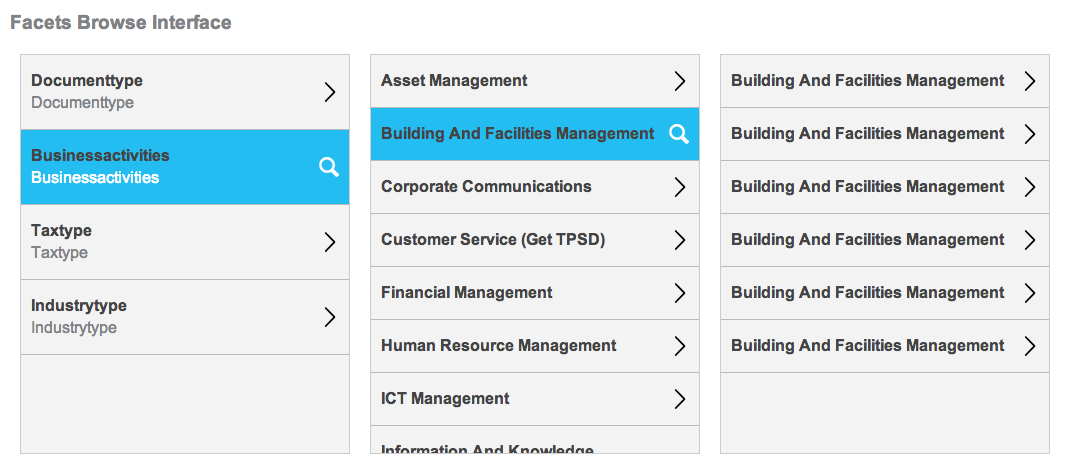 Facets Browse Interface
Documenttype
Documenttype
Businessactivities
Businessactivities
Taxtype
Taxtype
Industrytype
Industrytype
Asset Management
Building And Facilities Management
Corporate Communications
Customer Service (Get TPSD)
Financial Management
Human Resource Management
ICT Management
Information And Knowledge
Building And Facilities Management
Building And Facilities Management
Building And Facilities Management
Building And Facilities Management
Building And Facilities Management
Building And Facilities Management